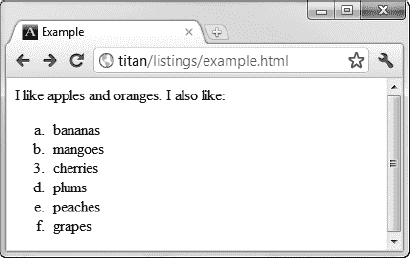 Example
titan/listings/example.html
I like apples and oranges. I also like:
a. bananas
b. mangoes
3. cherries
d. plums
e. peaches
f. grapes